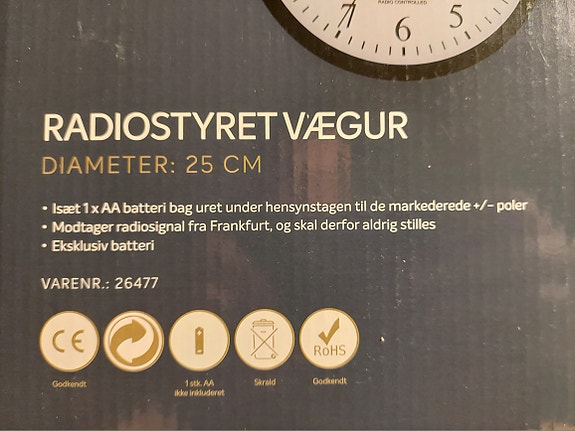 RADIO CONTROLLED
7 6 5
RADIOSTYRET VÆGUR
DIAMETER: 25 CM
• Isæt 1 x AA batteri bag uret under hensynstagen til de markederede +/- poler
• Modtager radiosignal fra Frankfurt, og skal derfor aldrig stilles
• Eksklusiv batteri
VARENR.: 26477
CE
RoHS
Godkendt
1 stk. AA
ikke inkluderet
Skrald
Godkendt